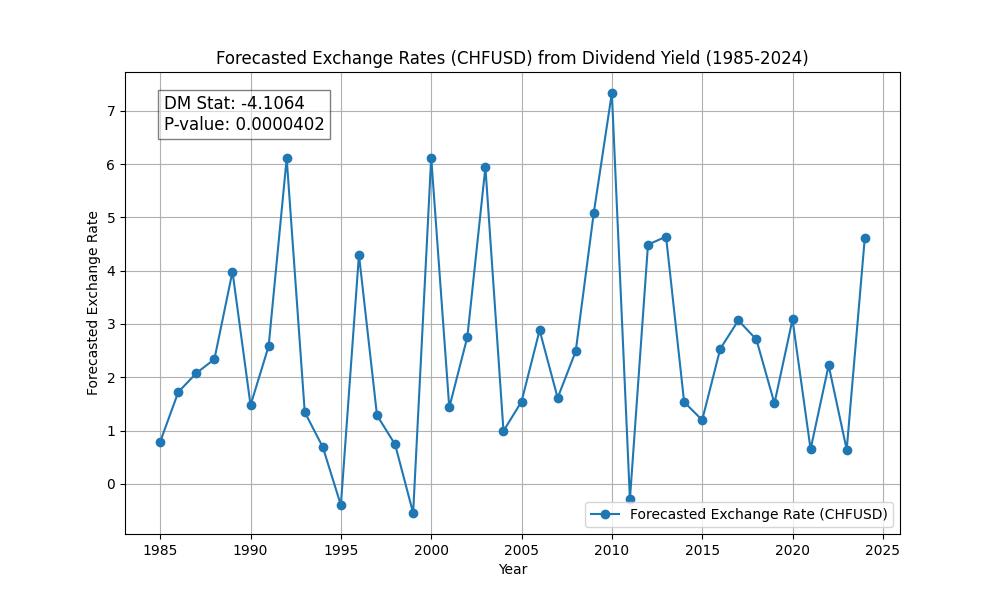 Forecasted Exchange Rates (CHFUSD) from Dividend Yield (1985-2024)
DM Stat: -4.1064
P-value: 0.0000402
7
6
5
4
3
2
1
0
Forecasted Exchange Rate
Forecasted Exchange Rate (CHFUSD)
1985 1990 1995 2000 2005 2010 2015 2020 2025
Year